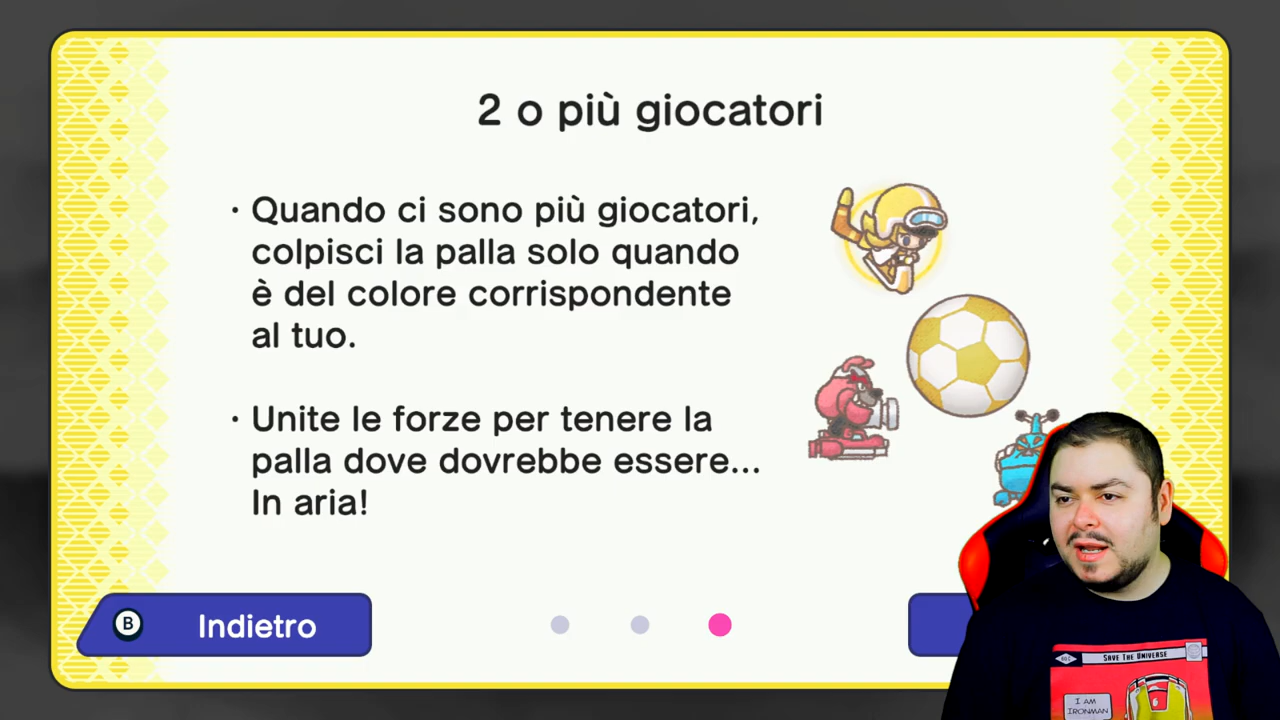 2 o più giocatori
· Quando ci sono più giocatori,
colpisci la palla solo quando
è del colore corrispondente
al tuo.
· Unite le forze per tenere la
palla dove dovrebbe essere...
In aria!
B Indietro
SAVE THE UNIVERSE
I AM
IRONMAN